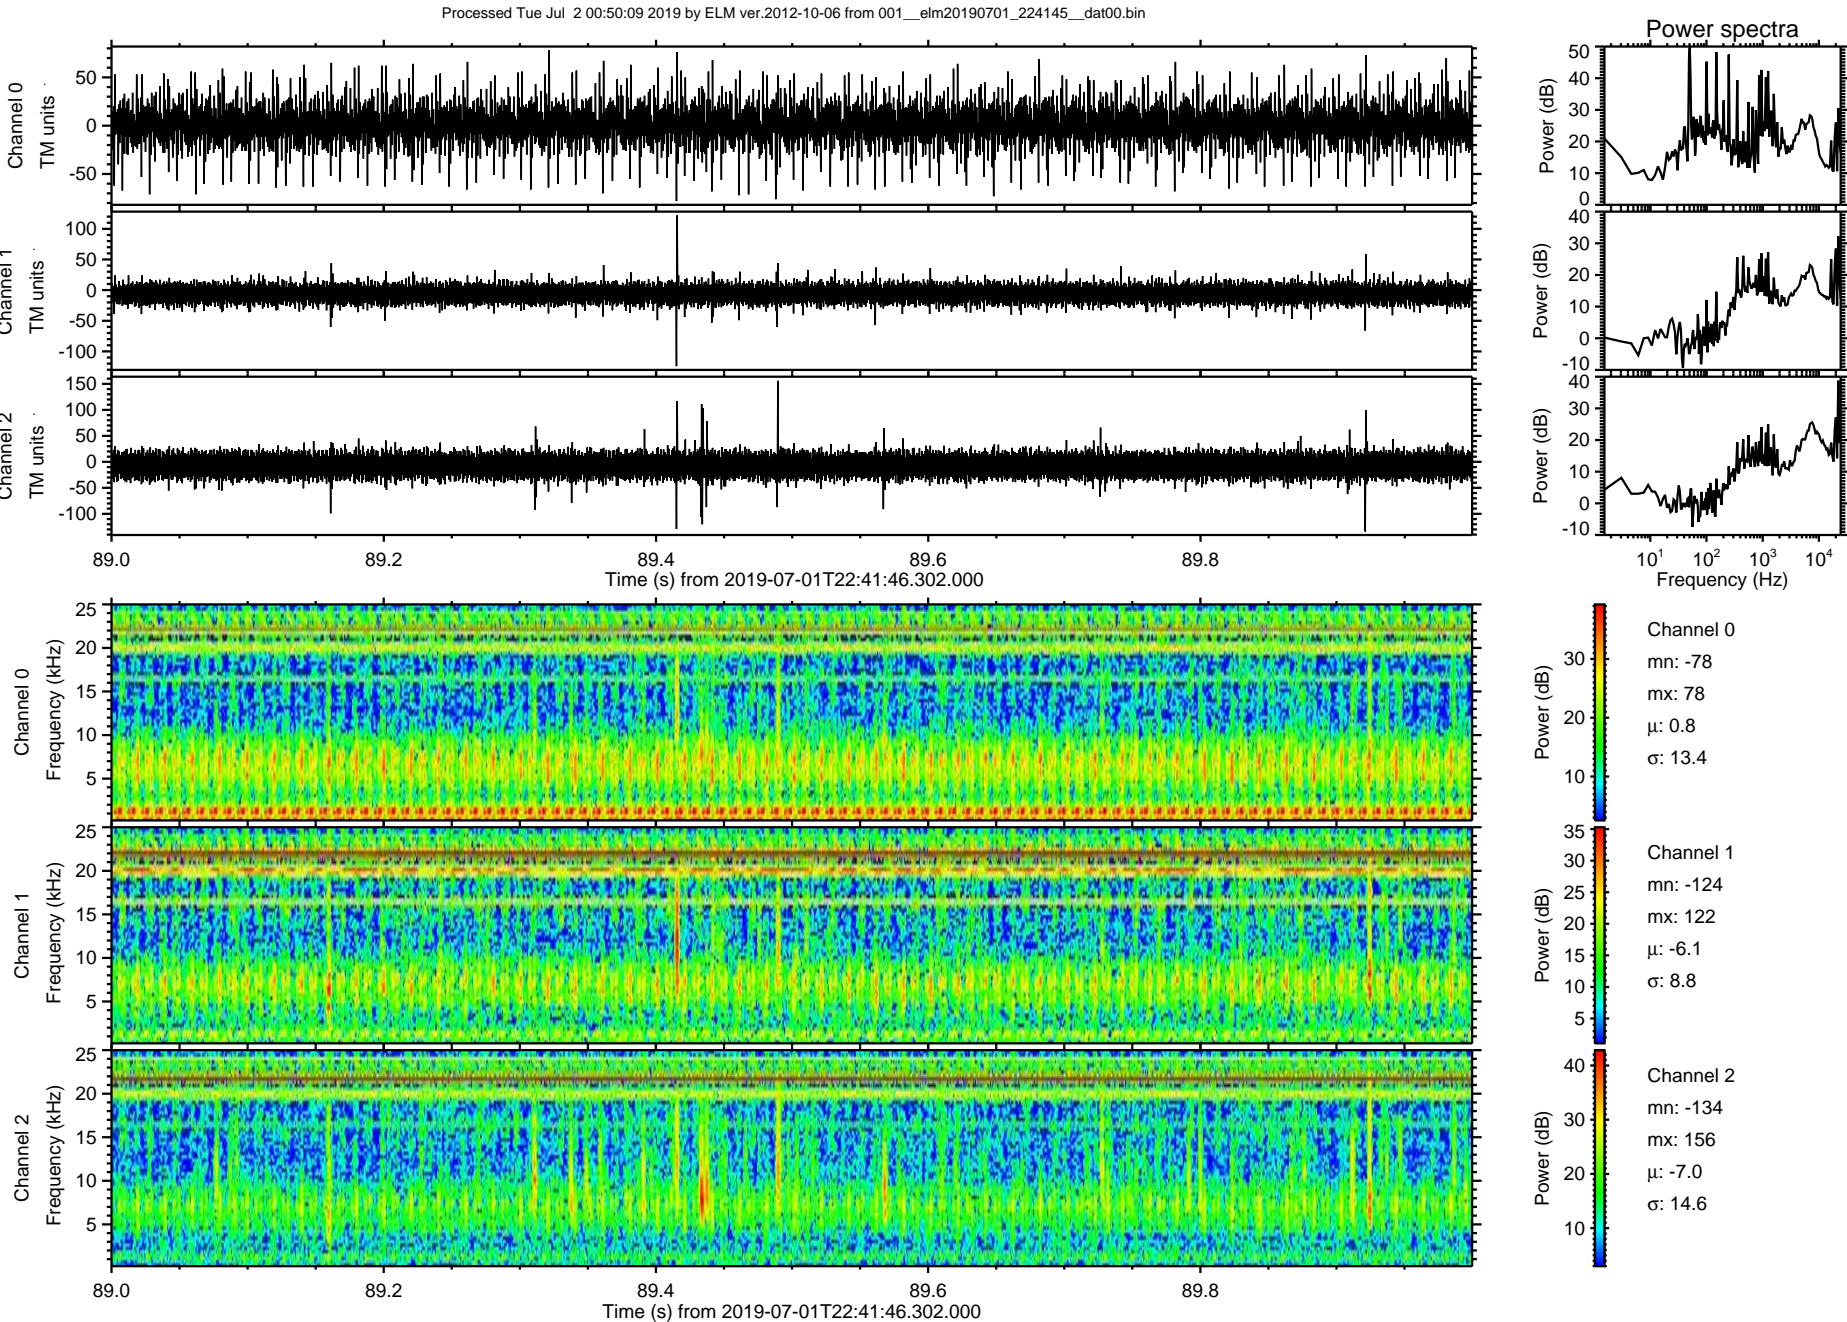 Processed Tue Jul 2 00:50:09 2019 by ELM ver.2012-10-06 from 001__elm20190701_224145__dat00.bin
Power spectra
Channel 0
TM units
50
0
-50
Power (dB)
50
40
30
20
10
0
Channel 1
TM units
100
50
0
-50
-100
Power (dB)
40
30
20
10
0
-10
Channel 2
TM units
150
100
50
0
-50
-100
Power (dB)
40
30
20
10
0
-10
89.0 89.2 89.4 89.6 89.8
Time (s) from 2019-07-01T22:41:46.302.000
10^1 10^2 10^3 10^4
Frequency (Hz)
Channel 0
Frequency (kHz)
25
20
15
10
5
Power (dB)
30
20
10
Channel 0
mn: -78
mx: 78
μ: 0.8
σ: 13.4
Channel 1
Frequency (kHz)
25
20
15
10
5
Power (dB)
35
30
25
20
15
10
5
Channel 1
mn: -124
mx: 122
μ: -6.1
σ: 8.8
Channel 2
Frequency (kHz)
25
20
15
10
5
Power (dB)
40
30
20
10
Channel 2
mn: -134
mx: 156
μ: -7.0
σ: 14.6
89.0 89.2 89.4 89.6 89.8
Time (s) from 2019-07-01T22:41:46.302.000